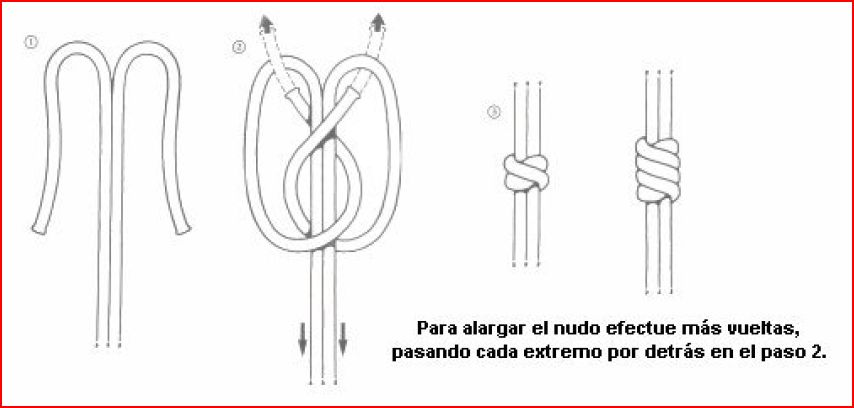 1
2
3
Para alargar el nudo efectue más vueltas,
pasando cada extremo por detrás en el paso 2.